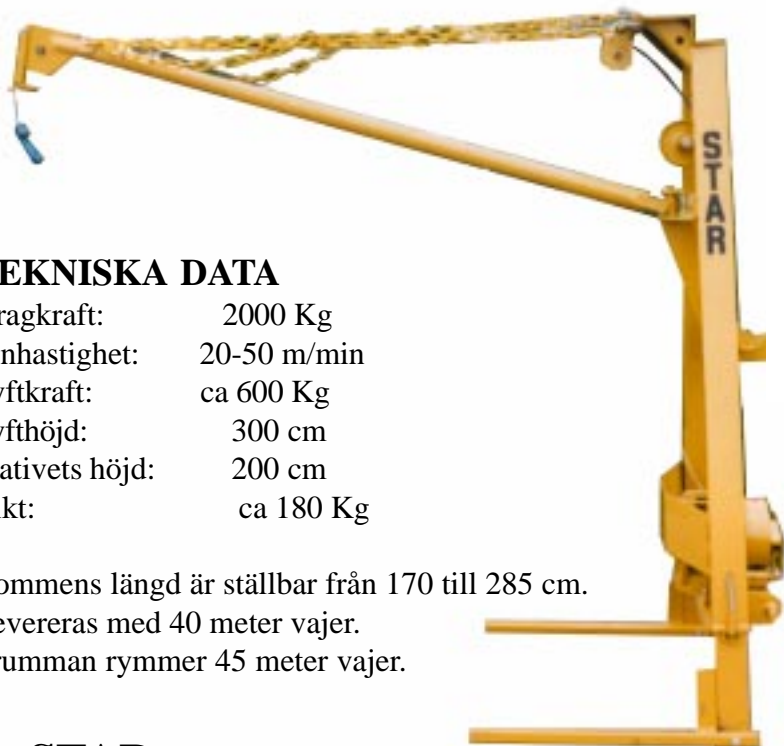 STAR
EKNISKA DATA
ragkraft: 2000 Kg
nhastighet: 20-50 m/min
ftkraft: ca 600 Kg
fthöjd: 300 cm
ativets höjd: 200 cm
kt: ca 180 Kg
ommens längd är ställbar från 170 till 285 cm.
evereras med 40 meter vajer.
rumman rymmer 45 meter vajer.